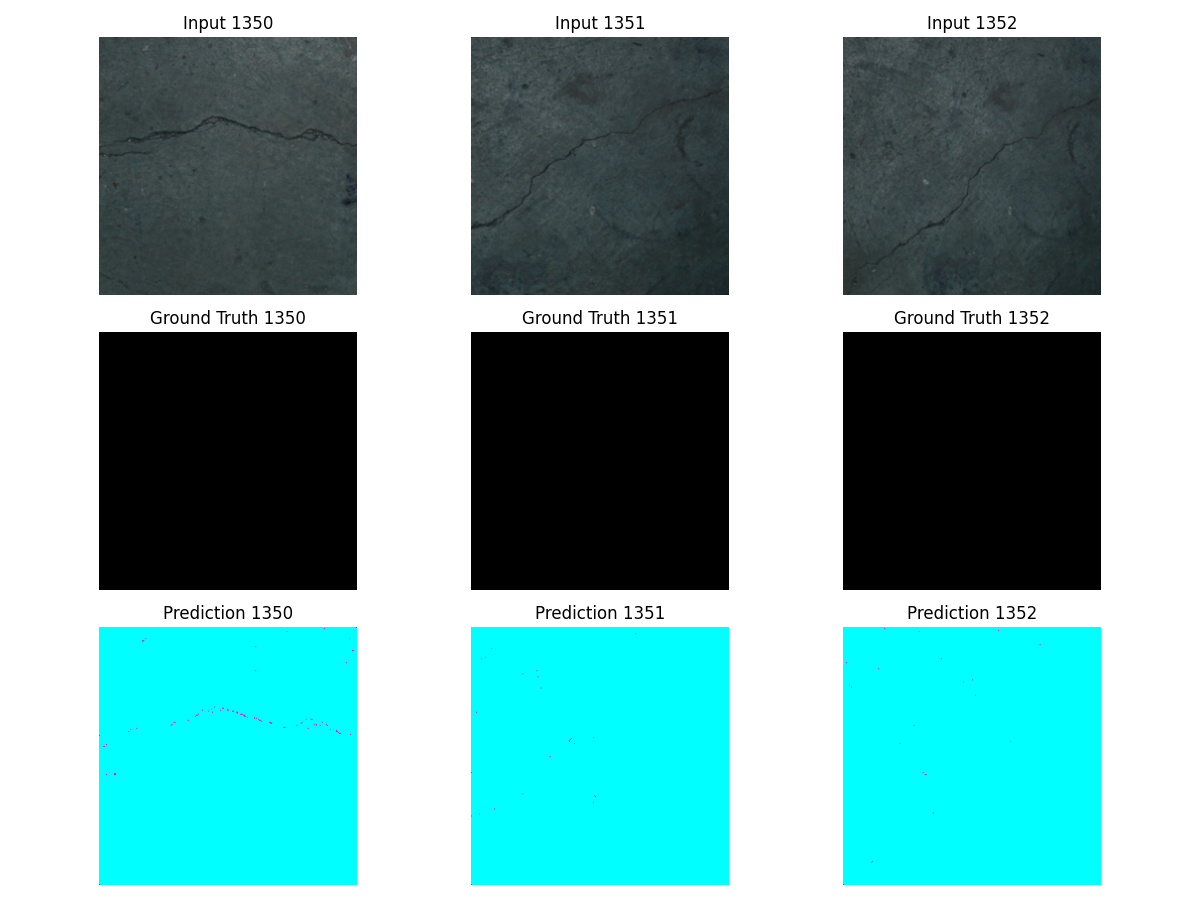 Input 1350
Input 1351
Input 1352
Ground Truth 1350
Ground Truth 1351
Ground Truth 1352
Prediction 1350
Prediction 1351
Prediction 1352